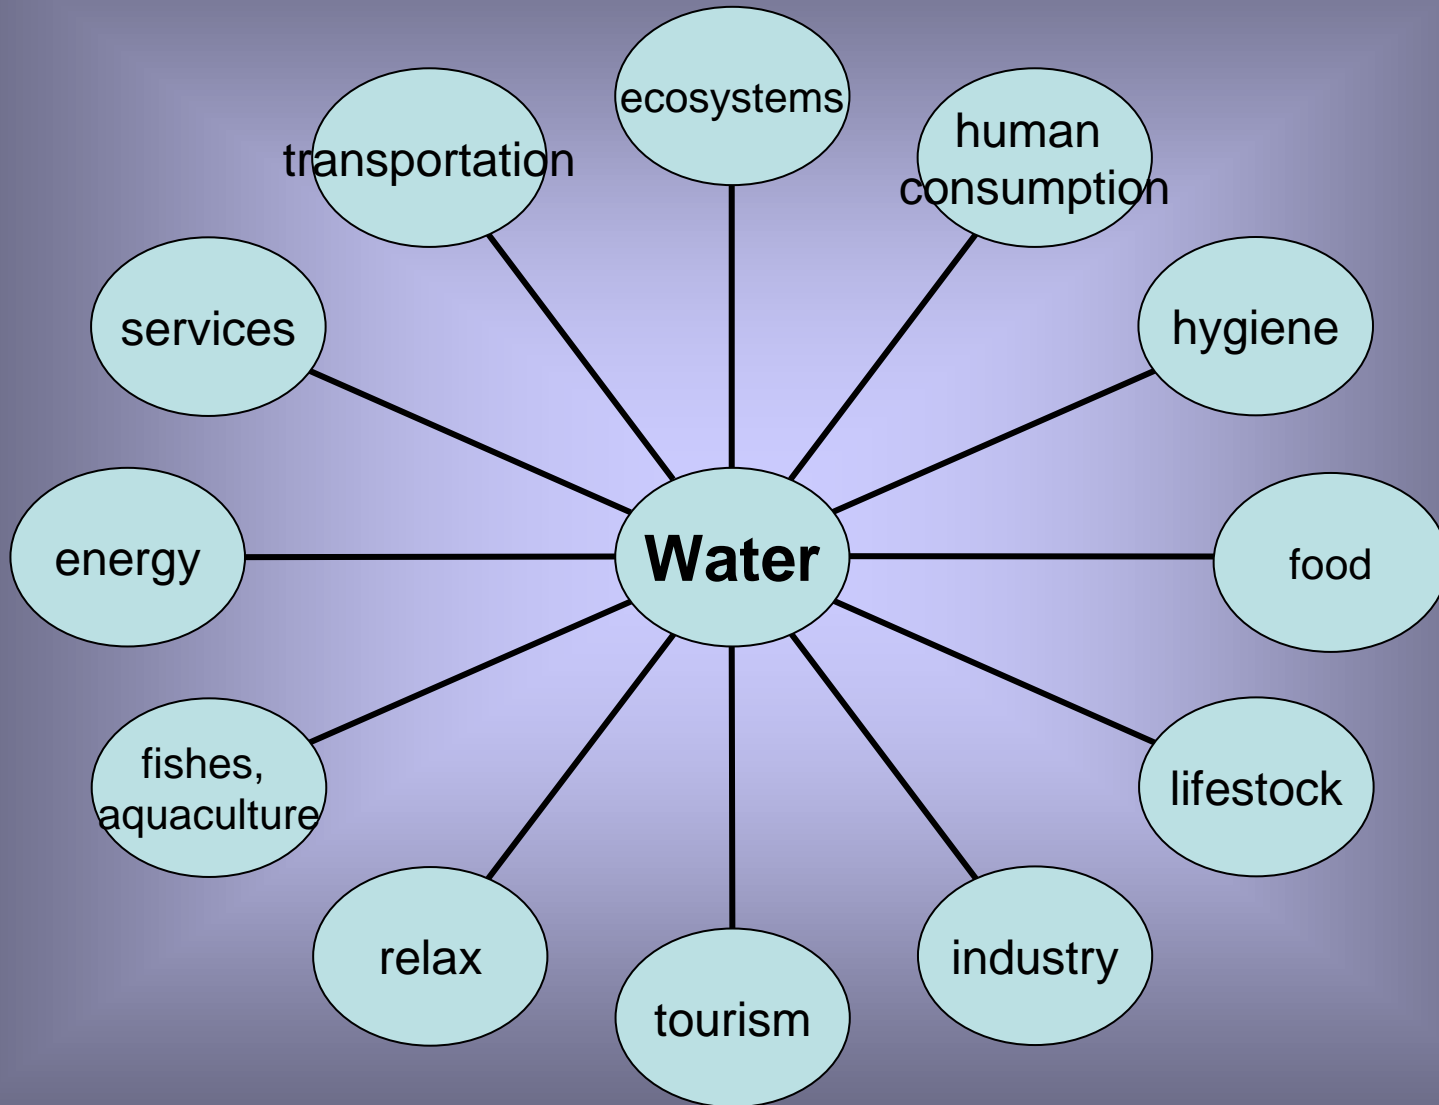 ecosystems
human
consumption
transportation
hygiene
services
Water
energy
food
fishes,
aquaculture
lifestock
relax
industry
tourism